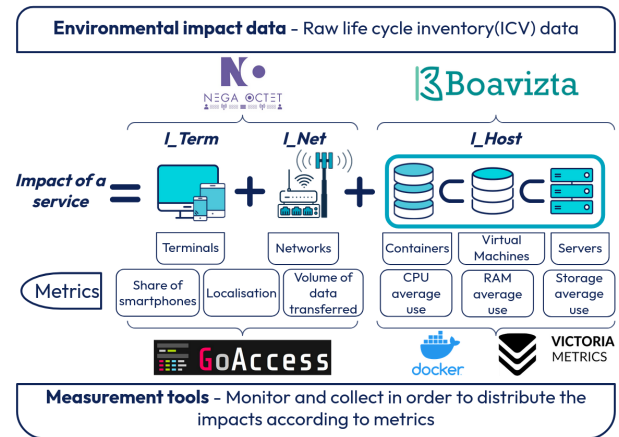 Environmental impact data - Raw life cycle inventory(ICV) data
NEGA OCTET
Boavizta
I_Term
I_Net
I_Host
Impact of a
service
=
+
+
Terminals
Networks
Containers
Virtual
Machines
Servers
Metrics
Share of
smartphones
Localisation
Volume of
data
transferred
CPU
average
use
RAM
average
use
Storage
average
use
GoAccess
docker
VICTORIA
METRICS
Measurement tools - Monitor and collect in order to distribute the
impacts according to metrics